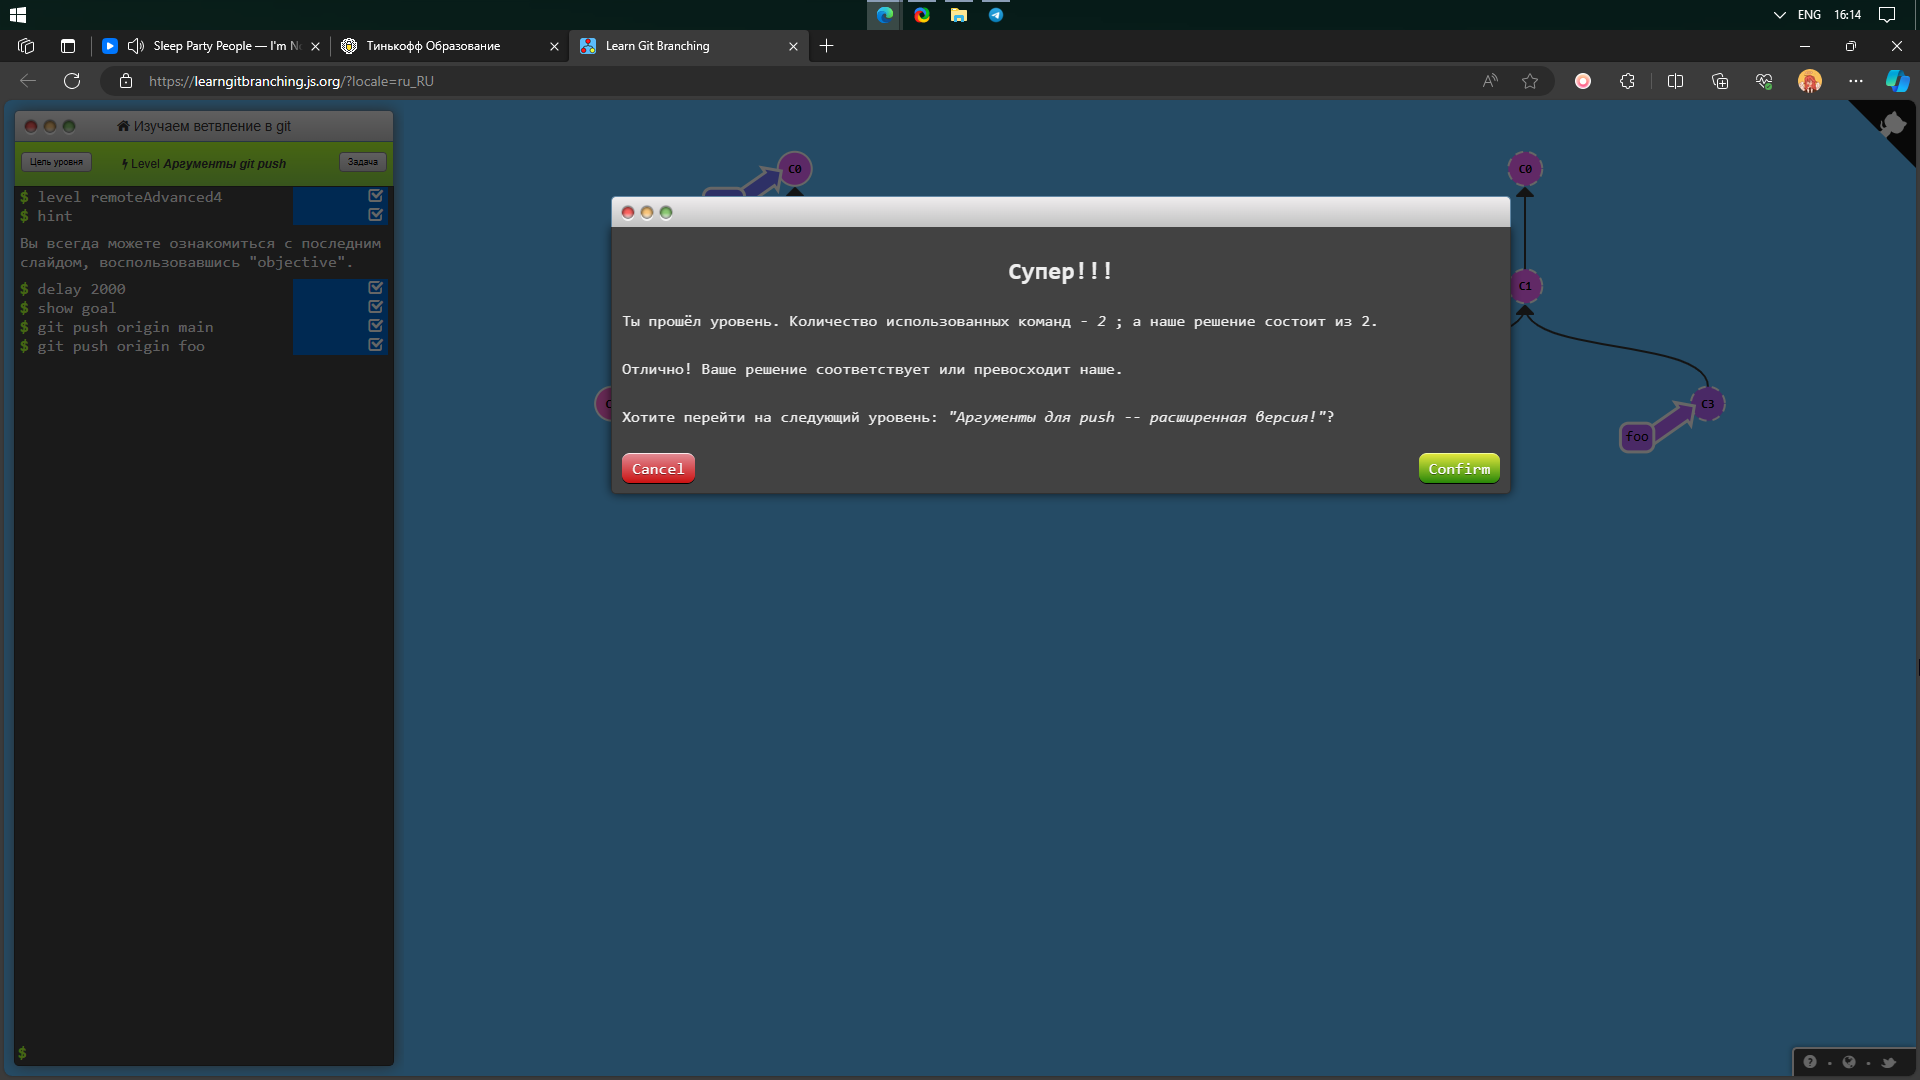 ENG 16:14
Sleep Party People — I'm
Тинькофф Образование
Learn Git Branching
https://learngitbranching.js.org/?locale=ru_RU
Изучаем ветвление в git
Цель уровня
Level Аргументы git push
Задача
$ level remoteAdvanced4
$ hint
Вы всегда можете ознакомиться с последним
слайдом, воспользовавшись "objective".
$ delay 2000
$ show goal
$ git push origin main
$ git push origin foo
$
C0
C0
C1
C3
foo
Супер!!!
Ты прошёл уровень. Количество использованных команд - 2 ; а наше решение состоит из 2.
Отлично! Ваше решение соответствует или превосходит наше.
Хотите перейти на следующий уровень: "Аргументы для push -- расширенная версия!"?
Cancel
Confirm